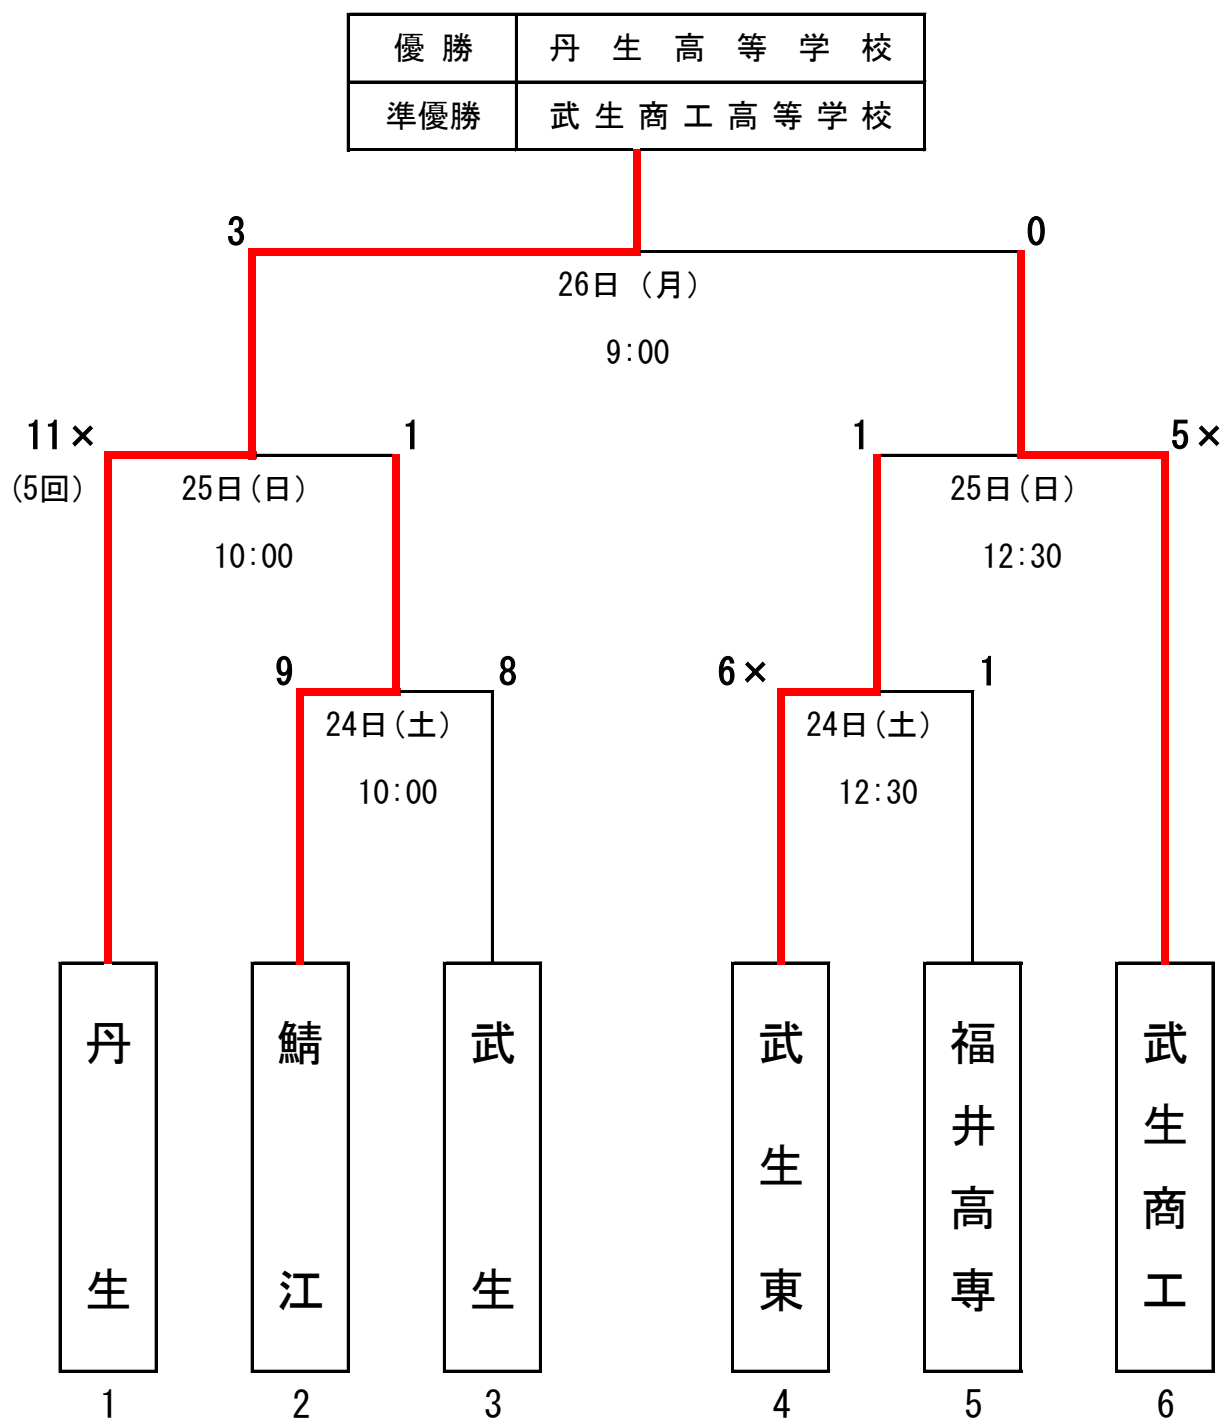 優勝 丹生高等学校
準優勝 武生商工高等学校
3 0
26日(月)
9:00
11× 1 1 5×
(5回) 25日(日) 25日(日)
10:00 12:30
9 8 6× 1
24日(土) 24日(土)
10:00 12:30
丹生
鯖江
武生
武生東
福井高専
武生商工
1 2 3 4 5 6